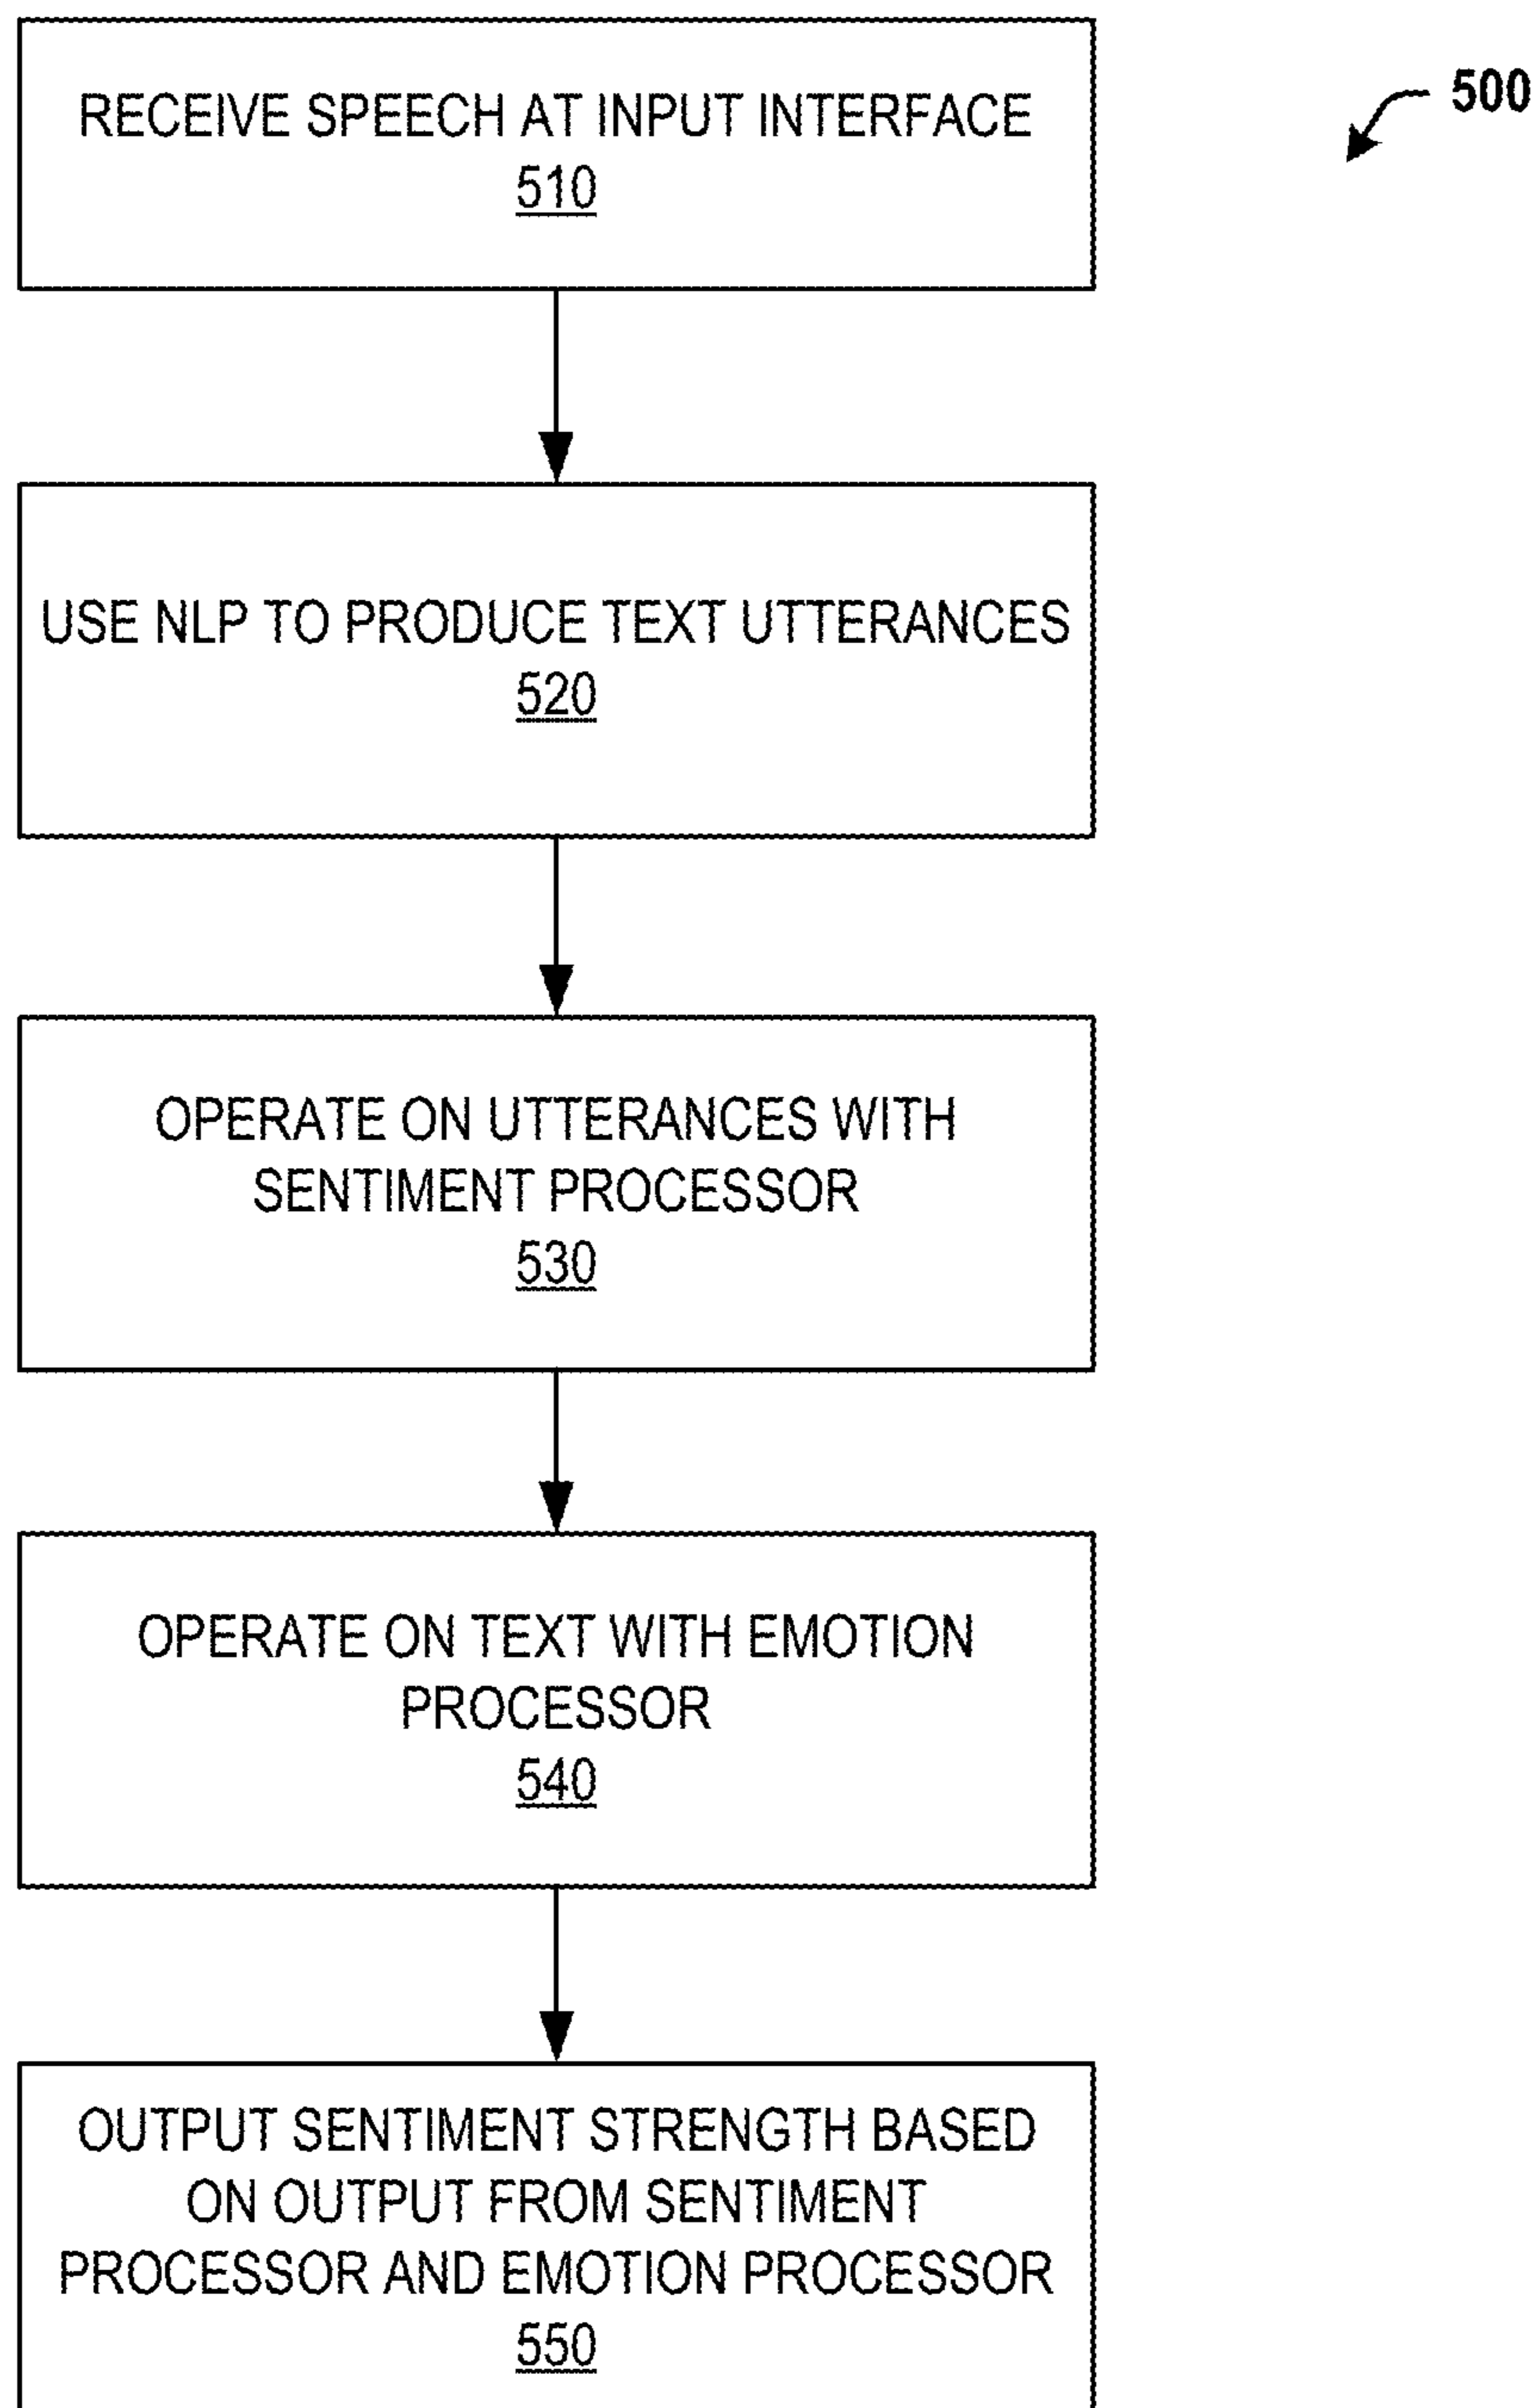 RECEIVE SPEECH AT INPUT INTERFACE
510
500
USE NLP TO PRODUCE TEXT UTTERANCES
520
OPERATE ON UTTERANCES WITH
SENTIMENT PROCESSOR
530
OPERATE ON TEXT WITH EMOTION
PROCESSOR
540
OUTPUT SENTIMENT STRENGTH BASED
ON OUTPUT FROM SENTIMENT
PROCESSOR AND EMOTION PROCESSOR
550